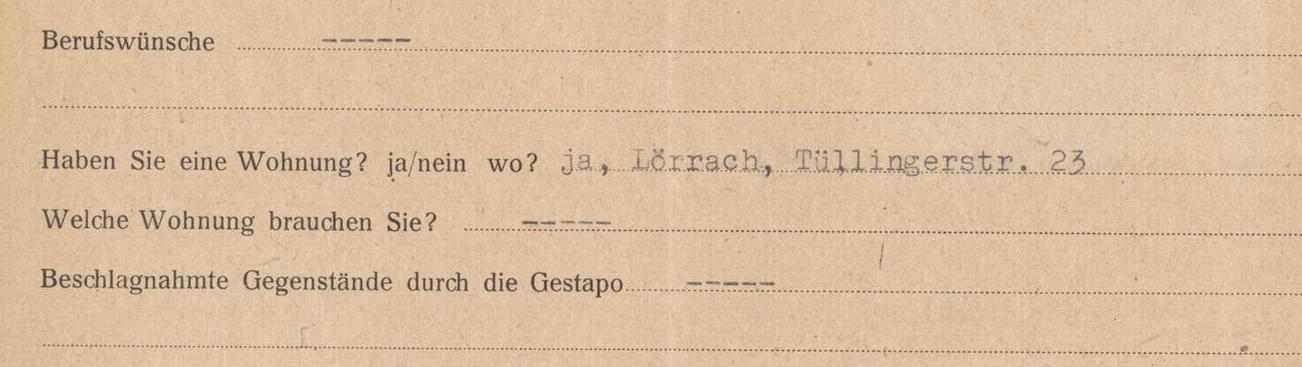 Berufswünsche -----
Haben Sie eine Wohnung? ja/nein wo? ja, Lörrach, Tüllingerstr. 23
Welche Wohnung brauchen Sie? -----
Beschlagnahmte Gegenstände durch die Gestapo -----